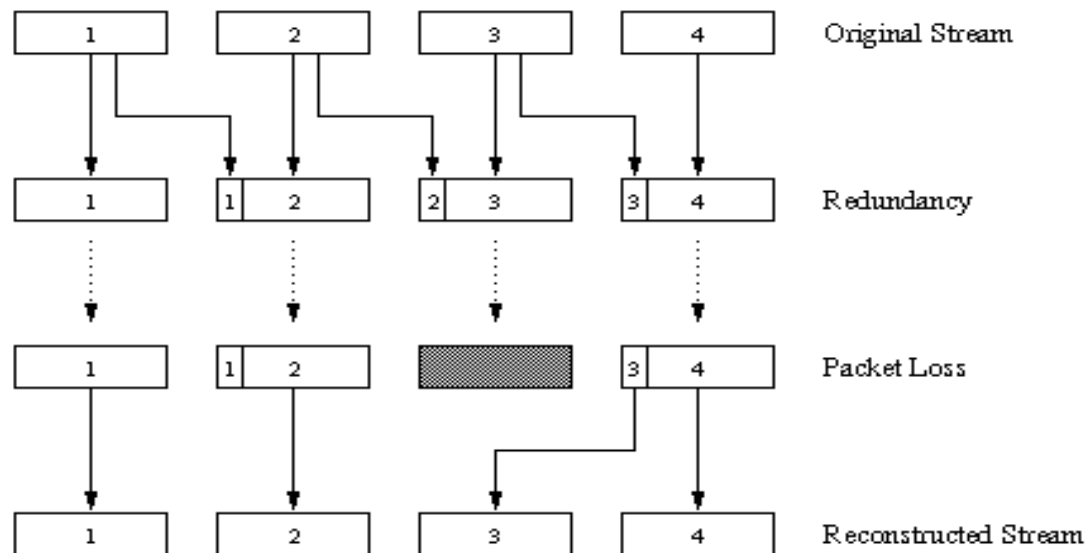 1 2 3 4 Original Stream
1 1 2 2 3 3 4 Redundancy
1 1 2 3 4 Packet Loss
1 2 3 4 Reconstructed Stream